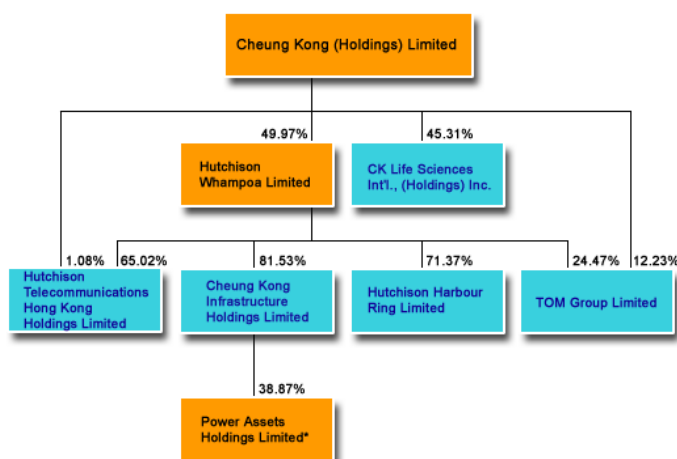 Cheung Kong (Holdings) Limited
49.97%
45.31%
Hutchison
Whampoa Limited
CK Life Sciences
Int'l., (Holdings) Inc.
1.08%
65.02%
81.53%
71.37%
24.47%
12.23%
Hutchison
Telecommunications
Hong Kong
Holdings Limited
Cheung Kong
Infrastructure
Holdings Limited
Hutchison Harbour
Ring Limited
TOM Group Limited
38.87%
Power Assets
Holdings Limited*